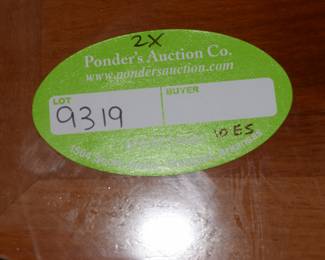 2X
Ponder's Auction Co.
www.pondersauction.com
LOT
BUYER
9319
10 ES